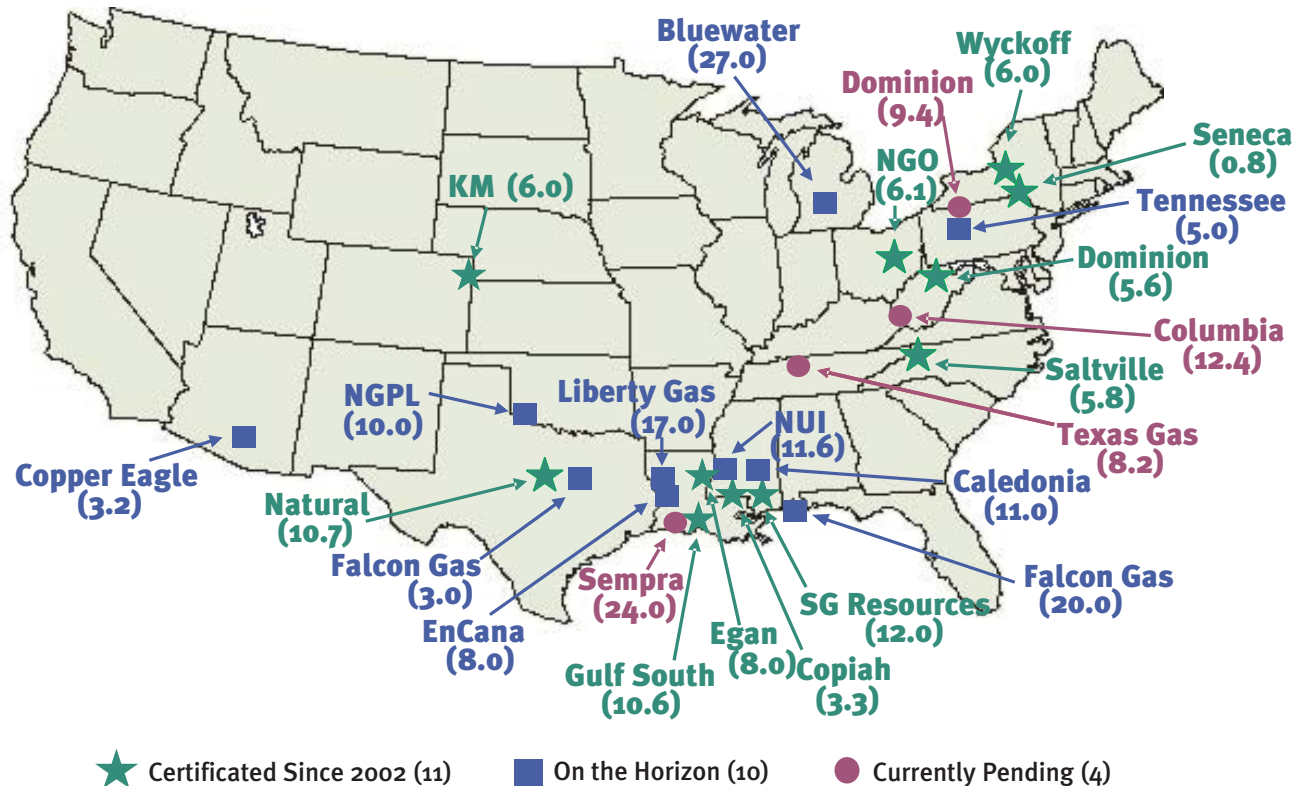 Bluewater
(27.0)
Wyckoff
(6.0)
Dominion
(9.4)
Seneca
(0.8)
NGO
(6.1)
KM (6.0)
Tennessee
(5.0)
Dominion
(5.6)
Columbia
(12.4)
Saltville
(5.8)
Liberty Gas
(17.0)
NGPL
(10.0)
NUI
(11.6)
Texas Gas
(8.2)
Copper Eagle
(3.2)
Caledonia
(11.0)
Natural
(10.7)
Falcon Gas
(3.0)
Sempra
(24.0)
Falcon Gas
(20.0)
SG Resources
(12.0)
EnCana
(8.0)
Egan
(8.0)
Copiah
(3.3)
Gulf South
(10.6)
Certificated Since 2002 (11)
On the Horizon (10)
Currently Pending (4)